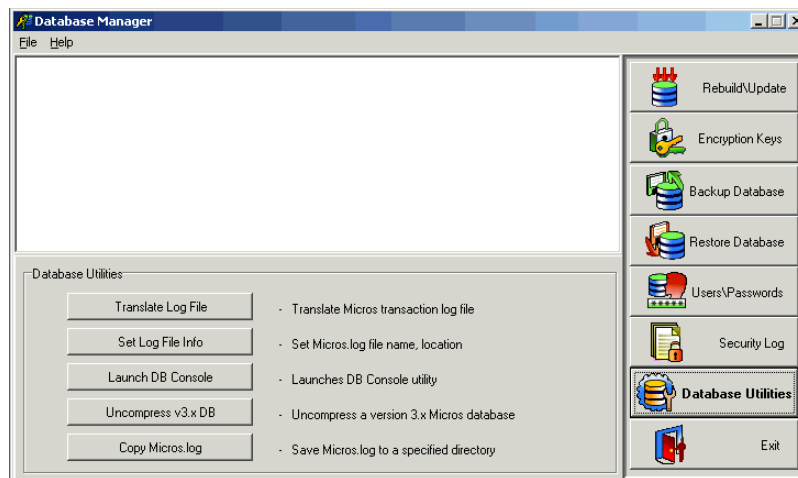 Database Manager
File Help
Rebuild\Update
Encryption Keys
Backup Database
Restore Database
Users\Passwords
Security Log
Database Utilities
Exit
Database Utilities
Translate Log File - Translate Micros transaction log file
Set Log File Info - Set Micros.log file name, location
Launch DB Console - Launches DB Console utility
Uncompress v3.x DB - Uncompress a version 3.x Micros database
Copy Micros.log - Save Micros.log to a specified directory